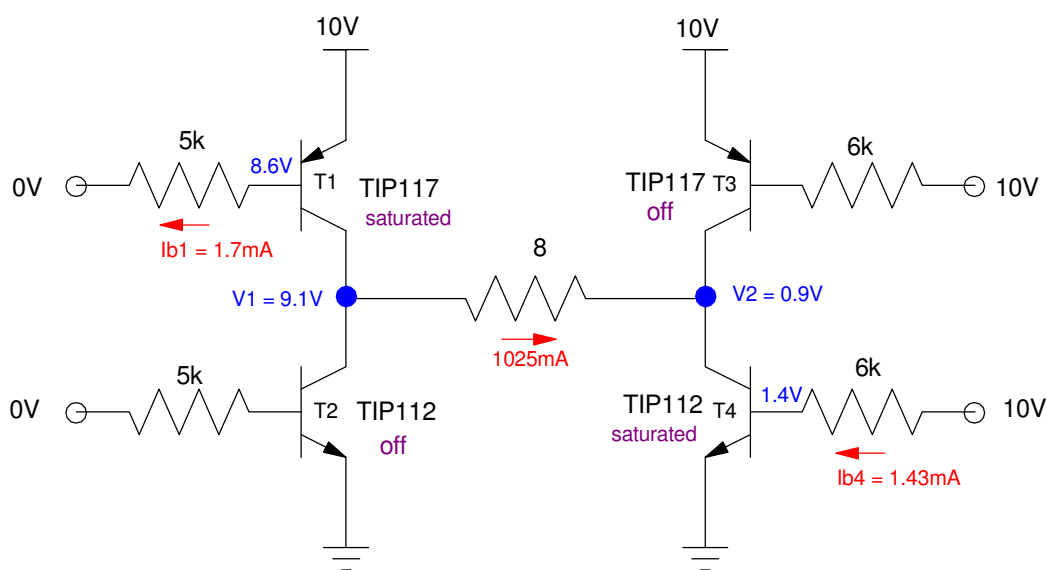 10V
10V
5k
6k
8.6V
0V
T1
TIP117
saturated
TIP117
T3
off
10V
Ib1 = 1.7mA
8
V1 = 9.1V
V2 = 0.9V
1025mA
5k
6k
1.4V
0V
T2
TIP112
off
TIP112
T4
saturated
10V
Ib4 = 1.43mA